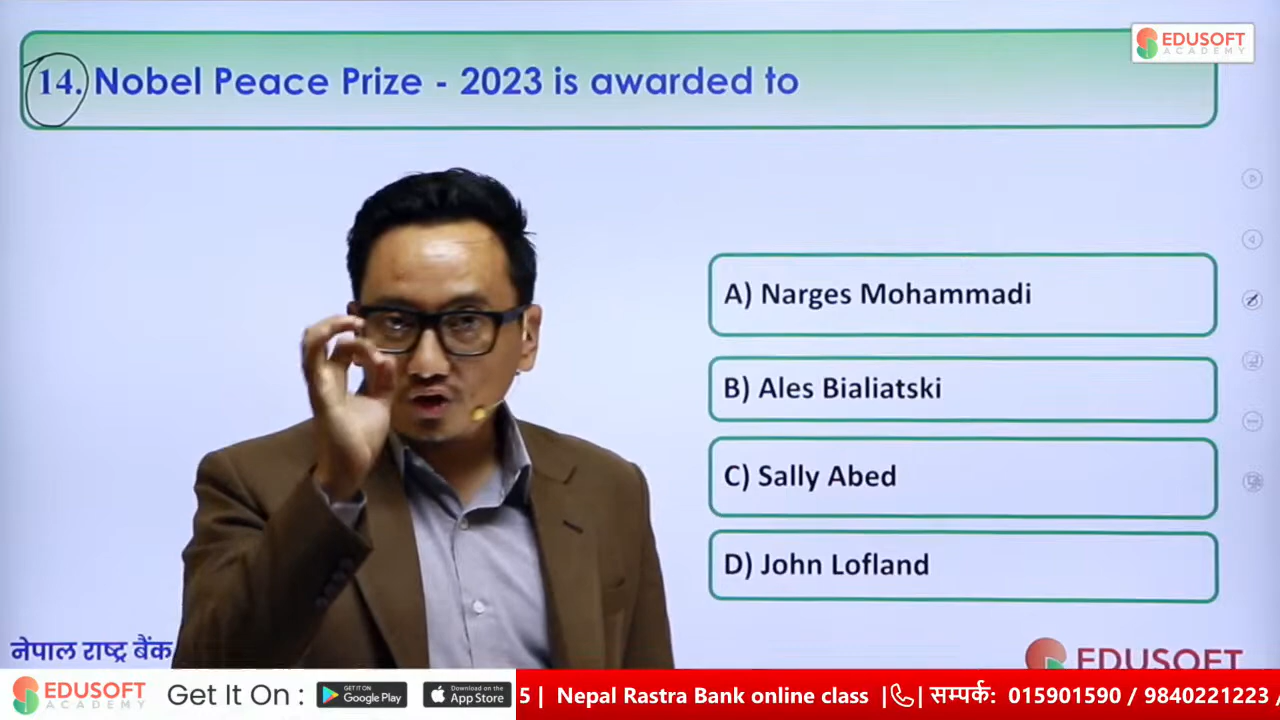 EDUSOFT
ACADEMY
14. Nobel Peace Prize - 2023 is awarded to
A) Narges Mohammadi
B) Ales Bialiatski
C) Sally Abed
D) John Lofland
नेपाल राष्ट्र बैंक
EDUSOFT
EDUSOFT
ACADEMY
Get It On :
GET IT ON
Google Play
Download on the
App Store
5 | Nepal Rastra Bank online class | | सम्पर्क: 015901590 / 9840221223 /